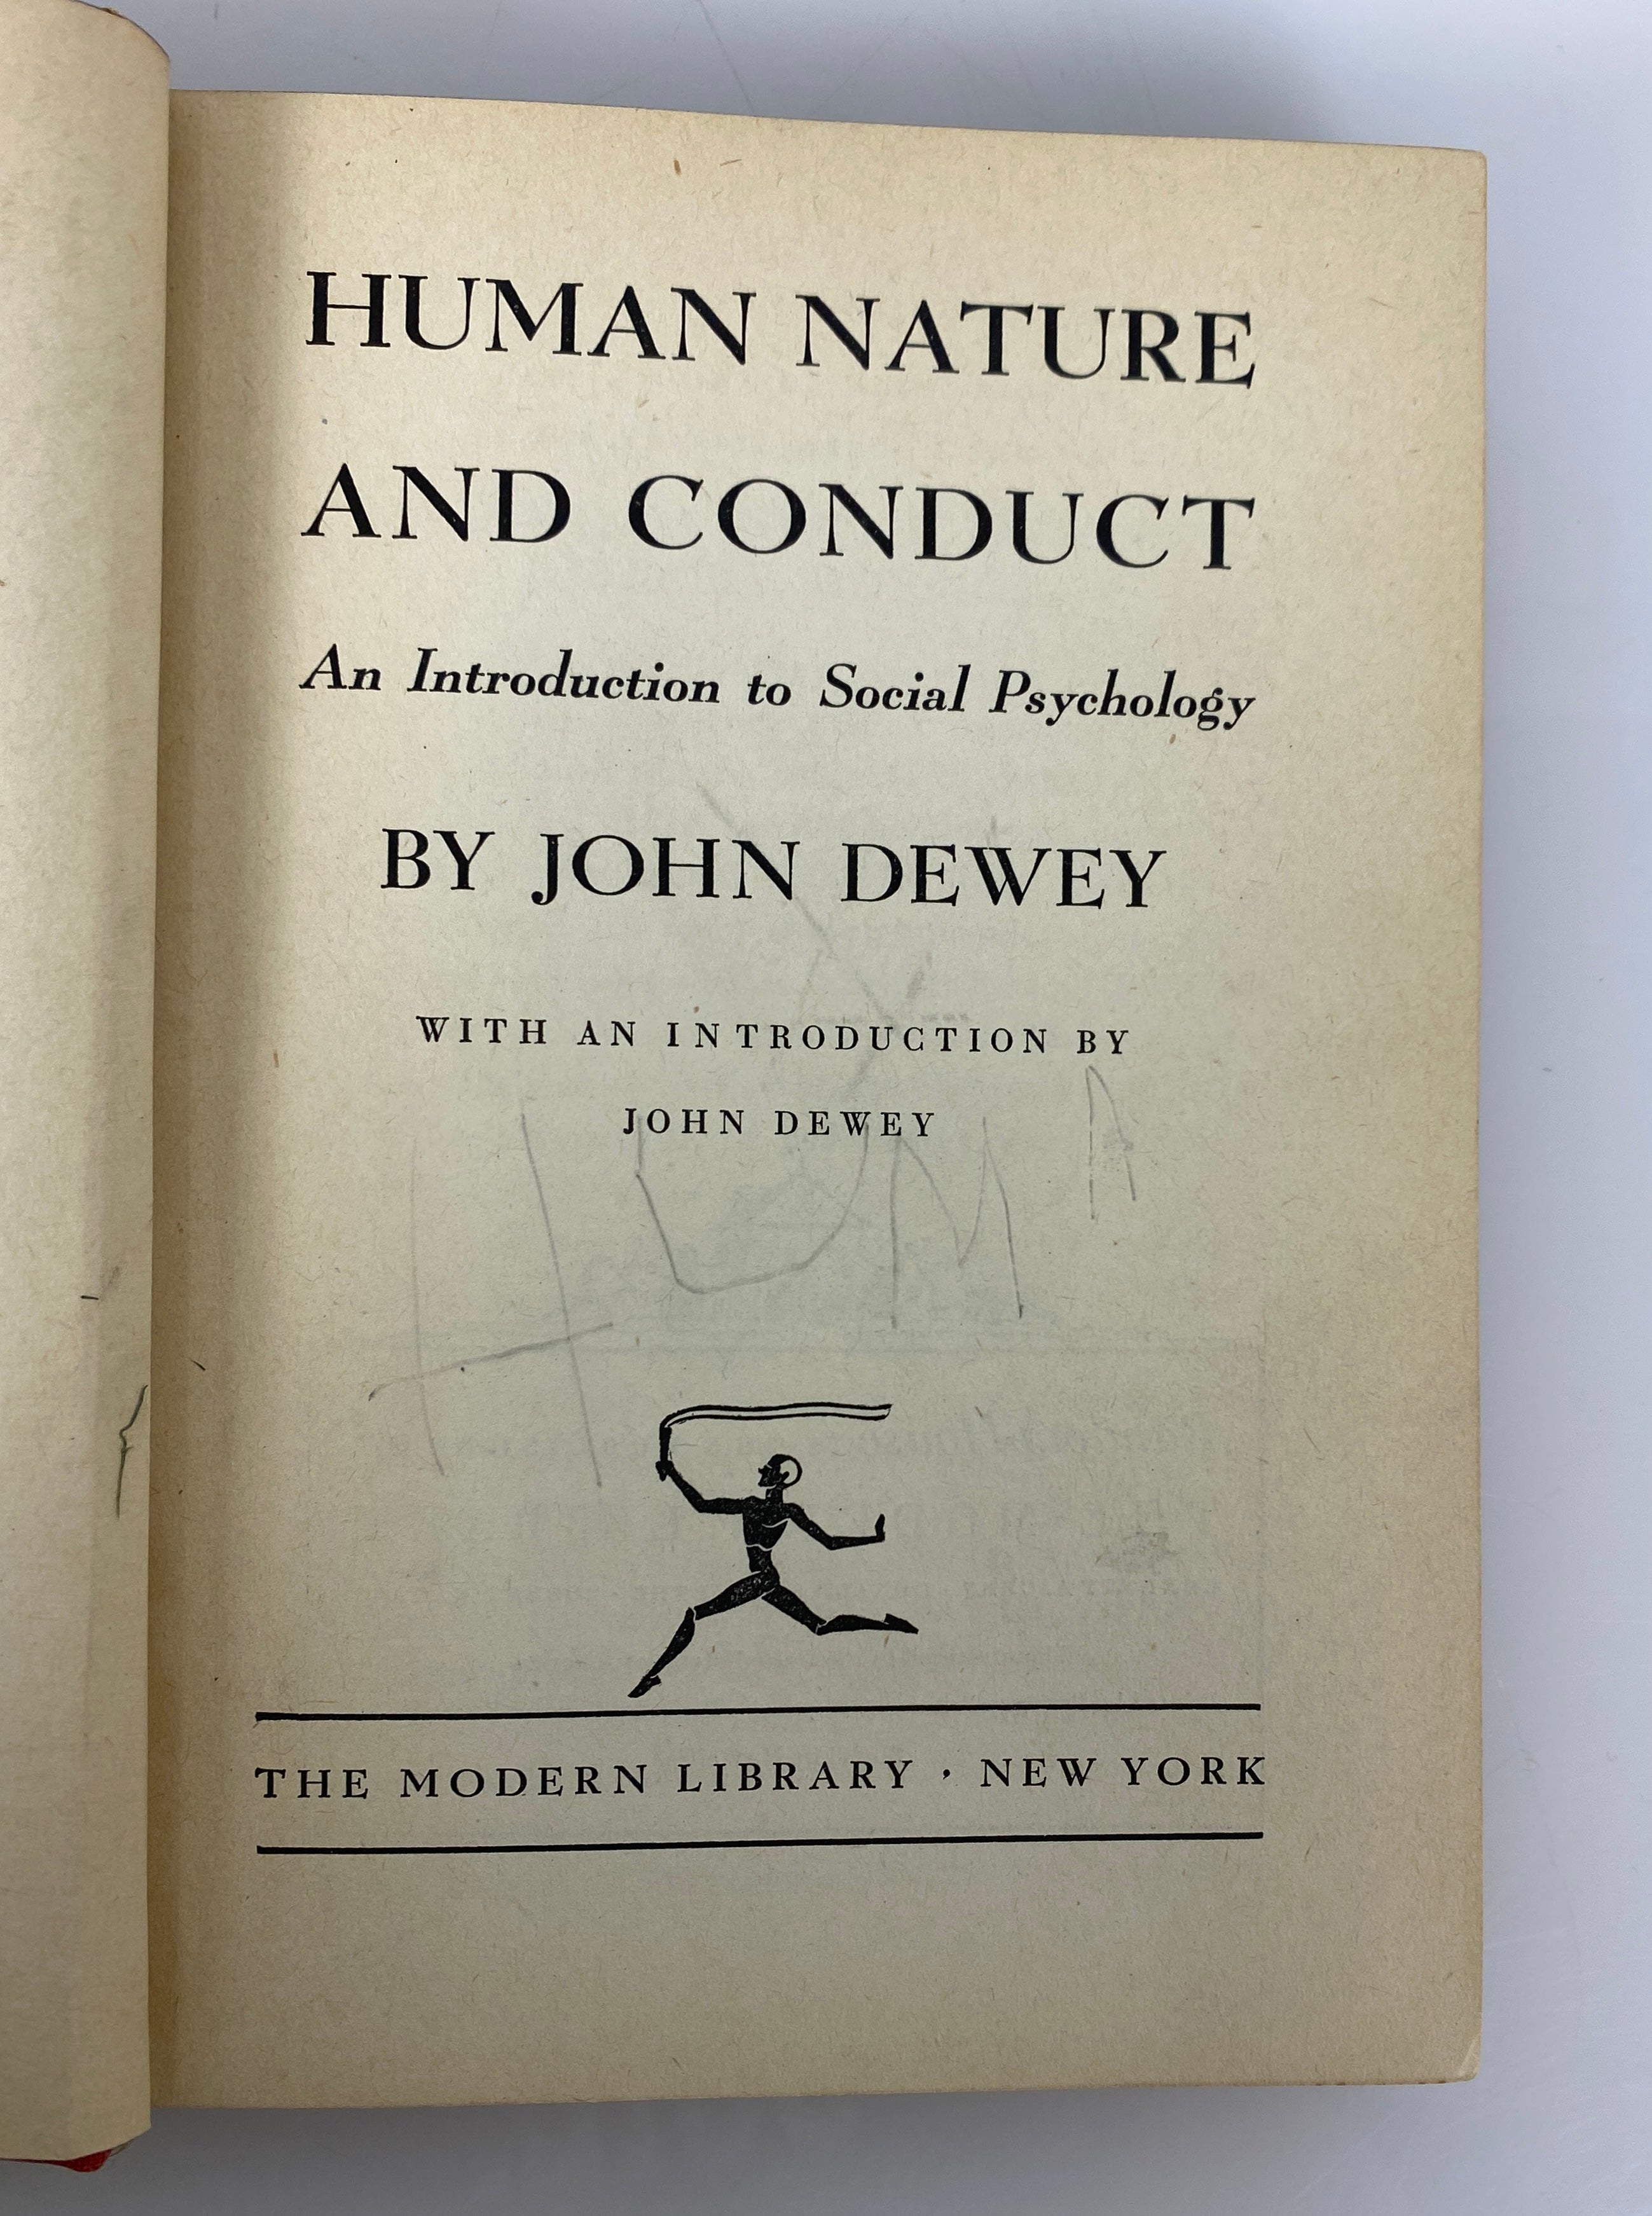 HUMAN NATURE
AND CONDUCT
An Introduction to Social Psychology
BY JOHN DEWEY
WITH AN INTRODUCTION BY
JOHN DEWEY
HUMA
THE MODERN LIBRARY · NEW YORK